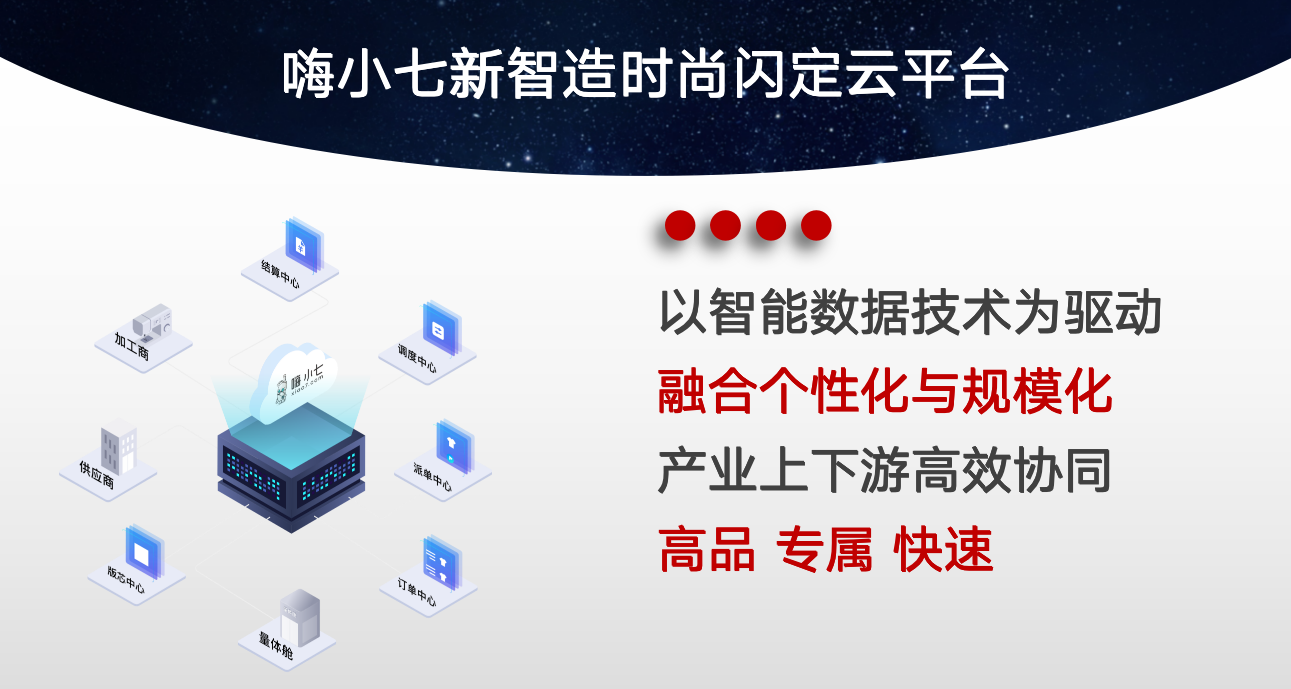 嗨小七新智造时尚闪定云平台
以智能数据技术为驱动
融合个性化与规模化
产业上下游高效协同
高品 专属 快速
结算中心
加工商
调度中心
嗨小七
xiao7.com
供应商
派单中心
版芯中心
订单中心
量体舱